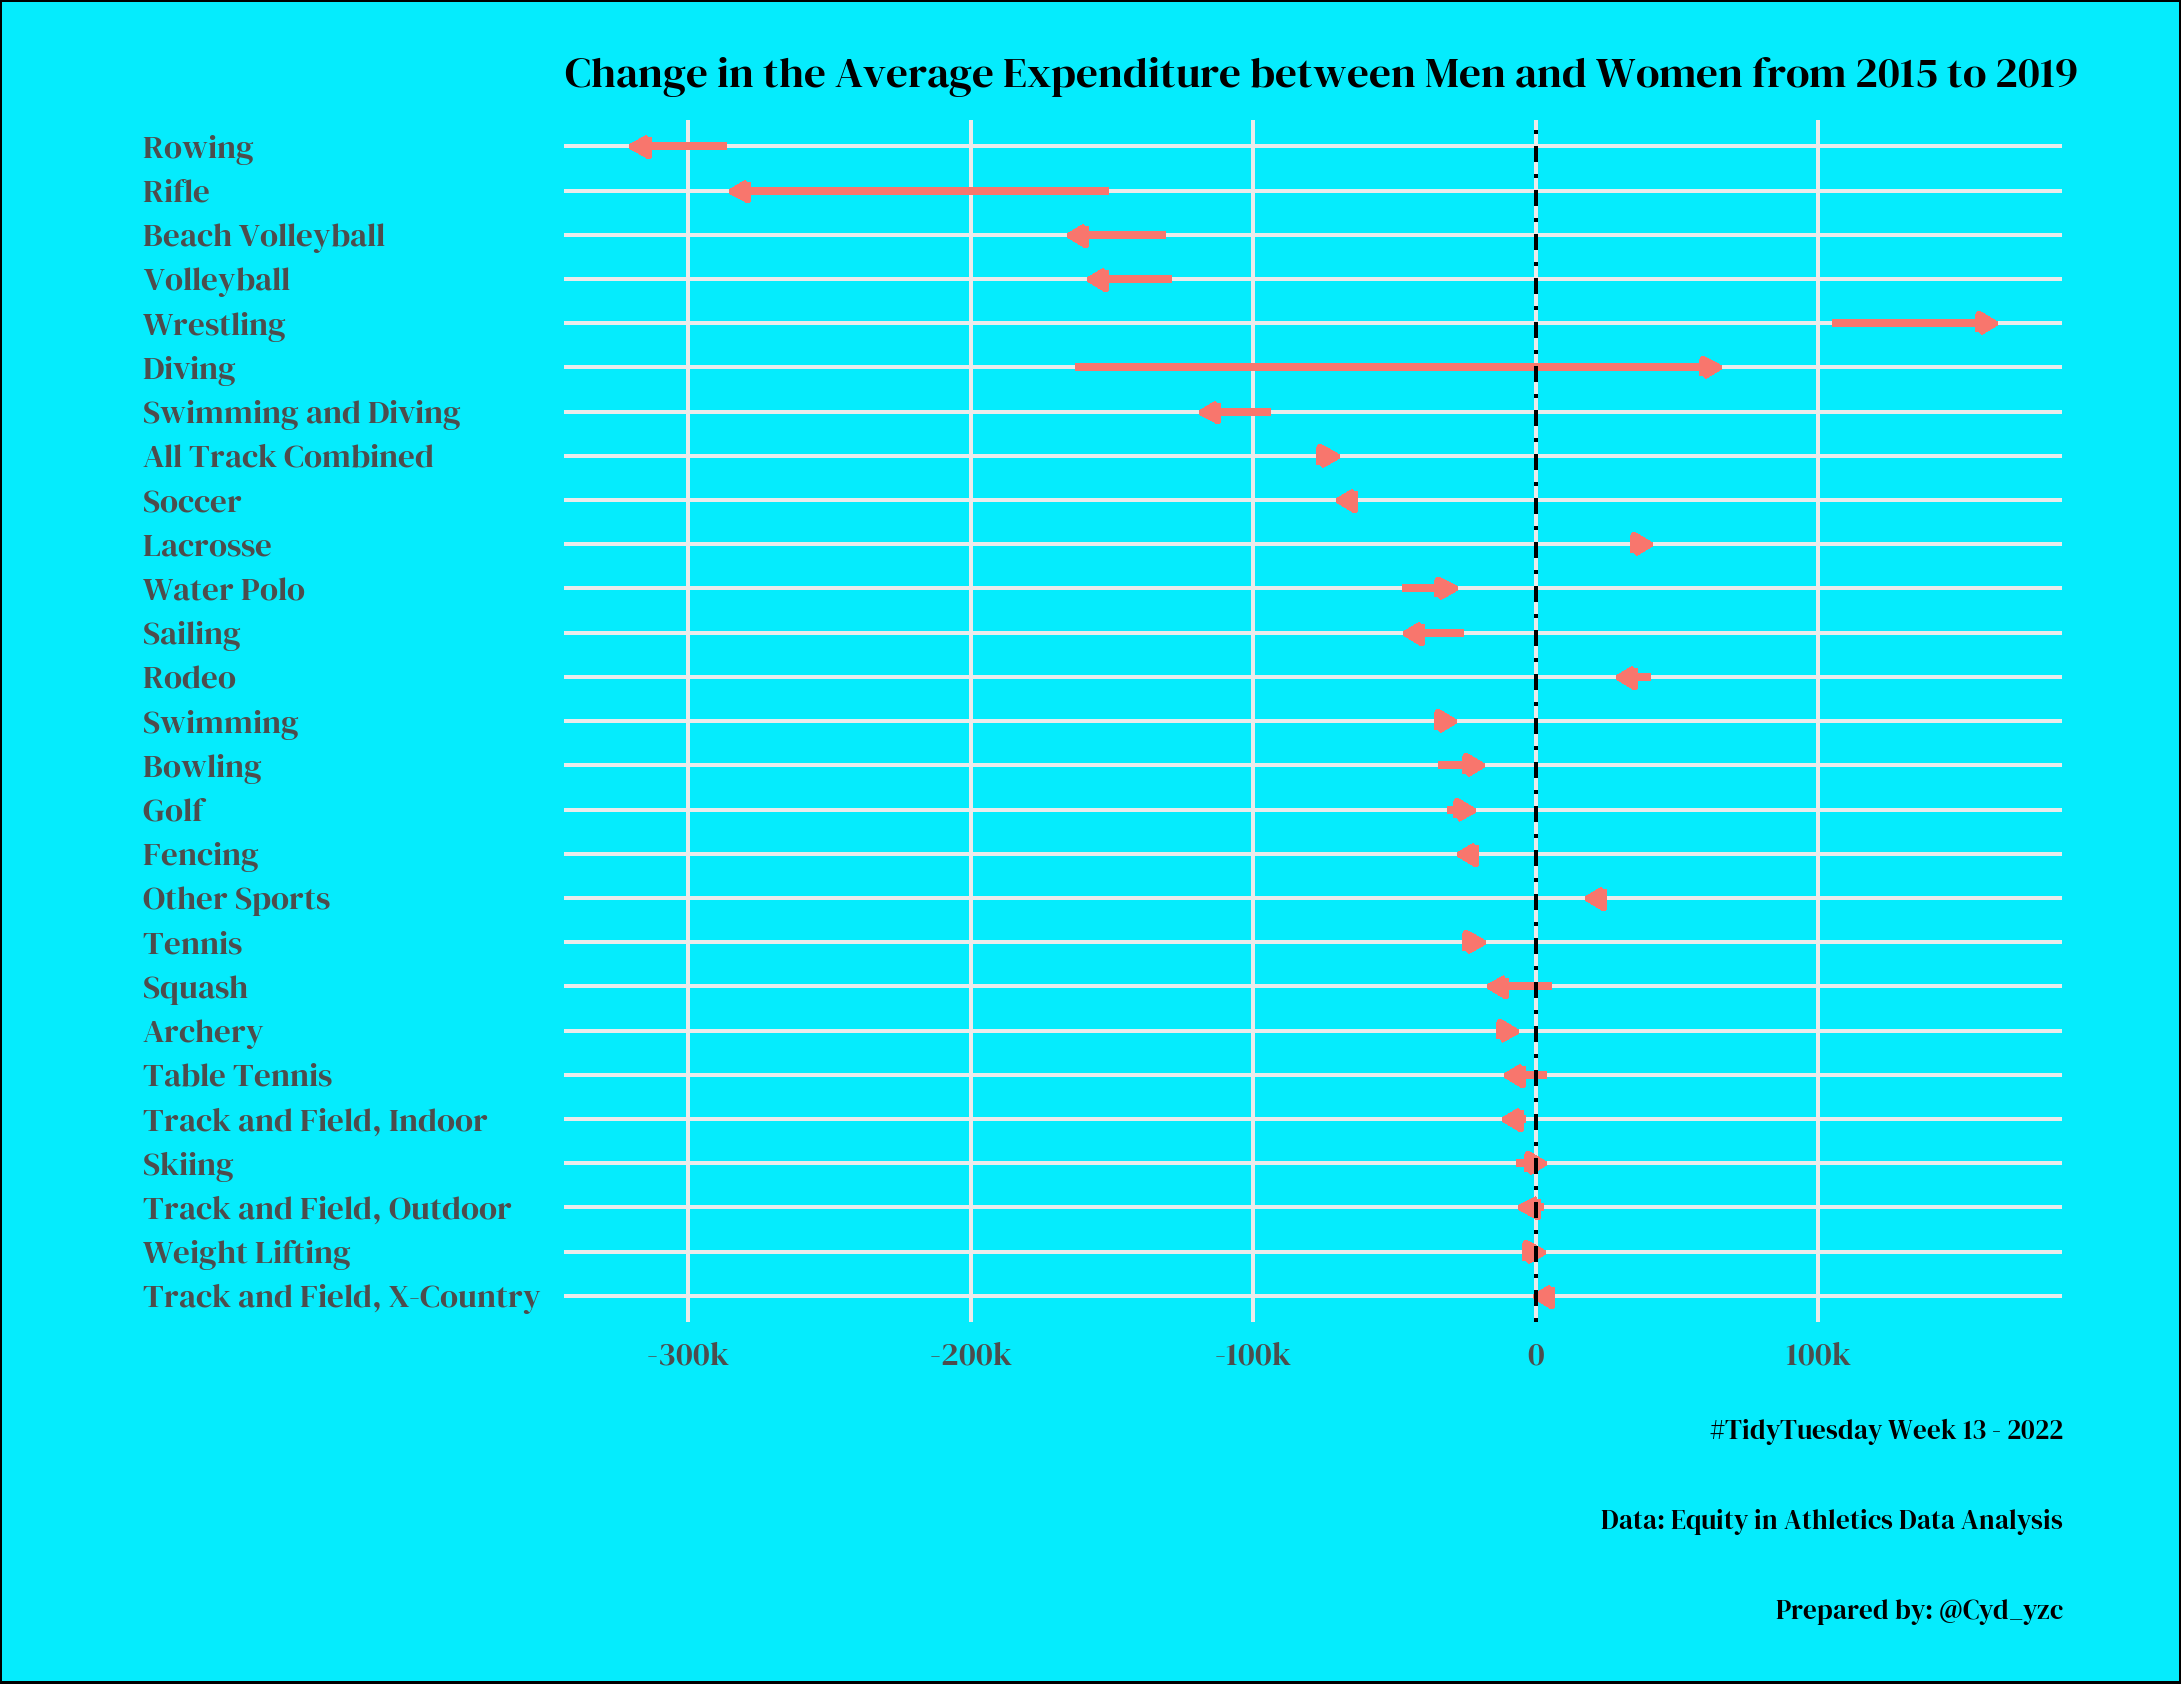 Change in the Average Expenditure between Men and Women from 2015 to 2019
Rowing
Rifle
Beach Volleyball
Volleyball
Wrestling
Diving
Swimming and Diving
All Track Combined
Soccer
Lacrosse
Water Polo
Sailing
Rodeo
Swimming
Bowling
Golf
Fencing
Other Sports
Tennis
Squash
Archery
Table Tennis
Track and Field, Indoor
Skiing
Track and Field, Outdoor
Weight Lifting
Track and Field, X-Country
-300k -200k -100k 0 100k
#TidyTuesday Week 13 - 2022
Data: Equity in Athletics Data Analysis
Prepared by: @Cyd_yzc